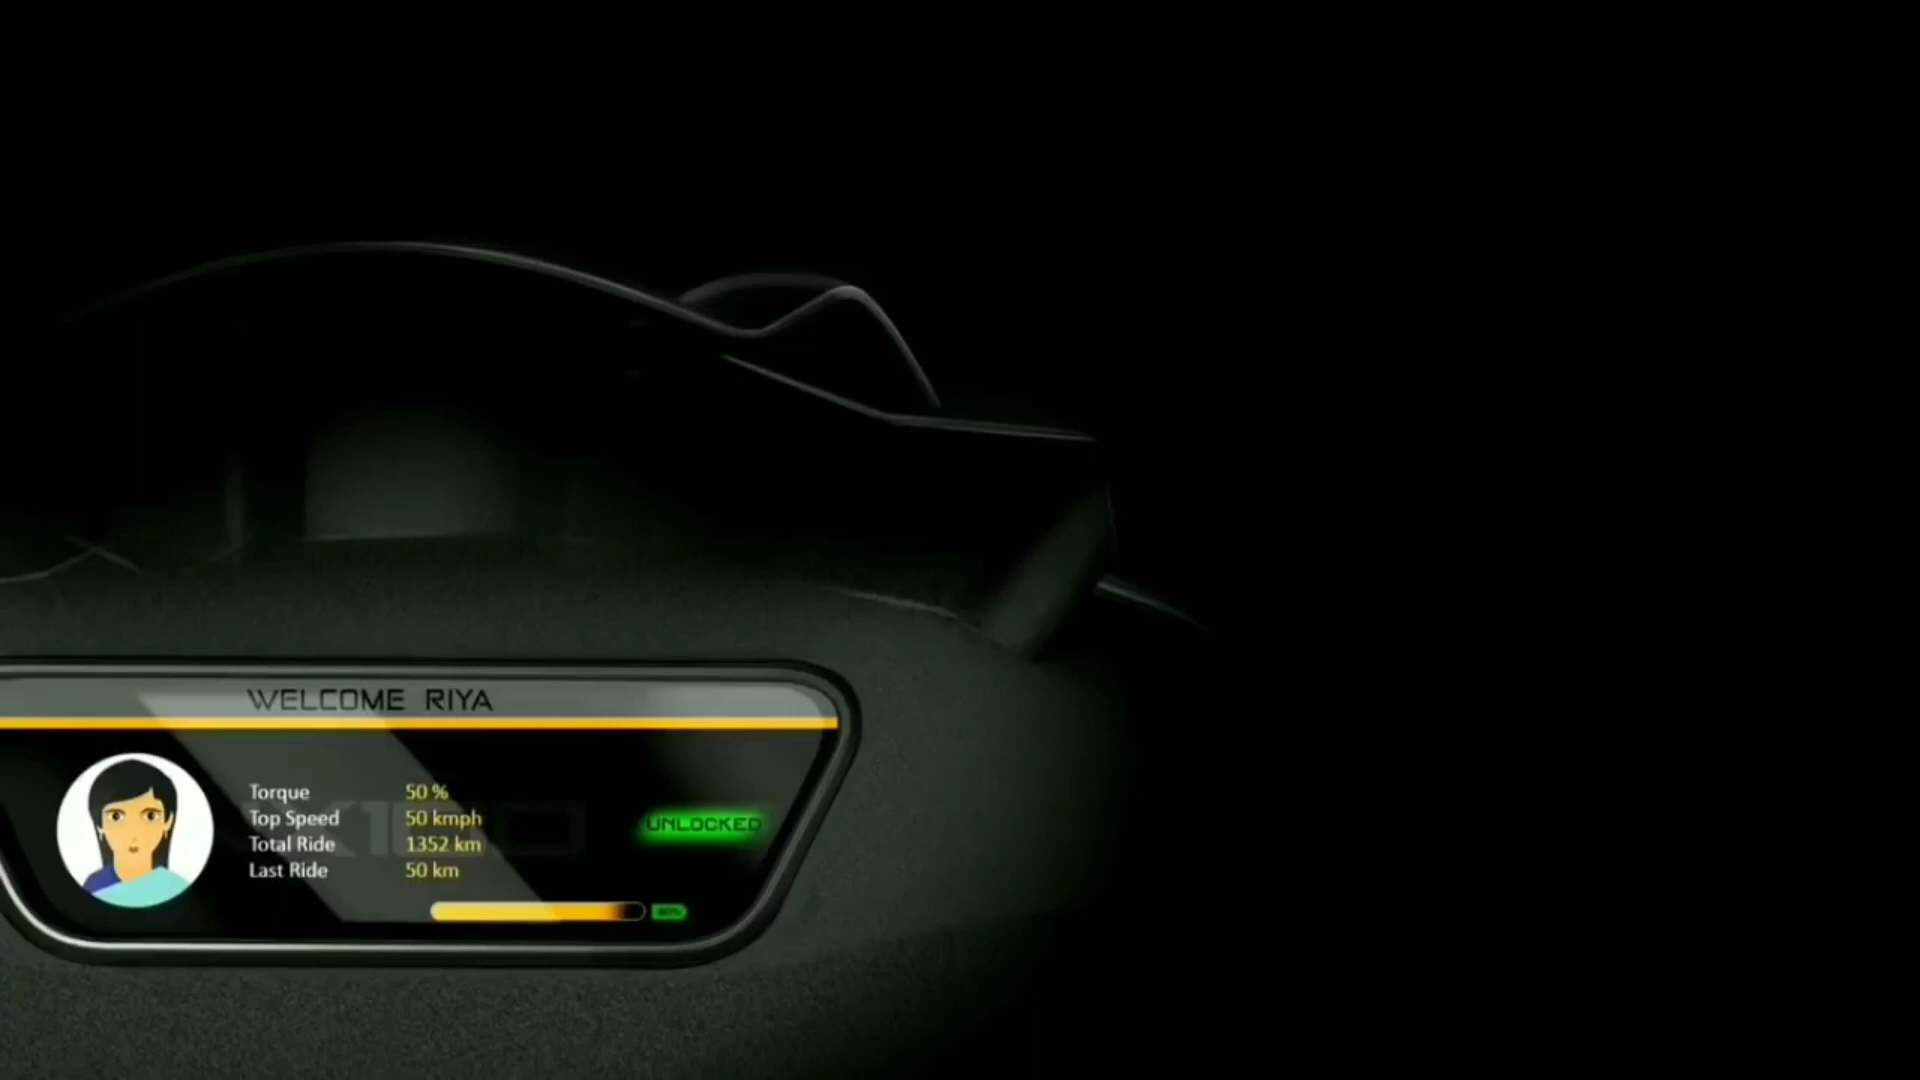 WELCOME RIYA
Torque 50 %
Top Speed 50 kmph
Total Ride 1352 km
Last Ride 50 km
UNLOCKED